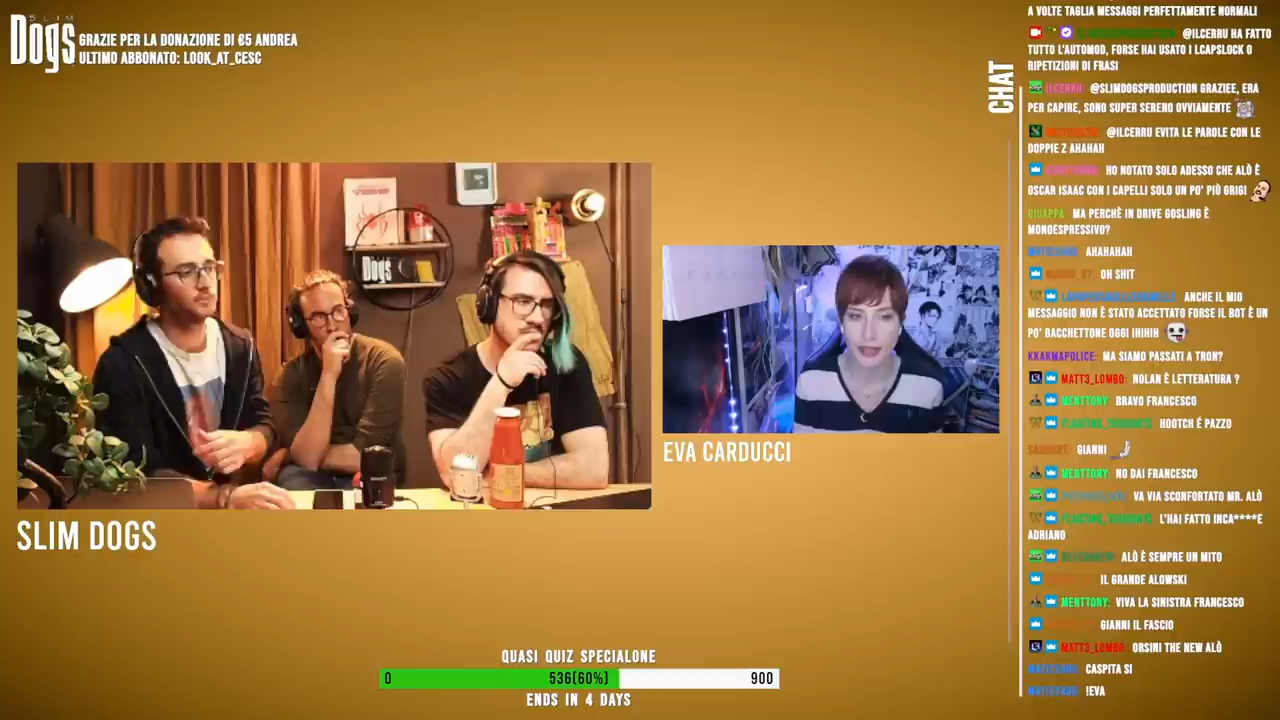 SLIM
Dogs
GRAZIE PER LA DONAZIONE DI €5 ANDREA
ULTIMO ABBONATO: LOOK_AT_CESC
Dogs
SLIM DOGS
EVA CARDUCCI
QUASI QUIZ SPECIALONE
0 536(60%) 900
ENDS IN 4 DAYS
CHAT
A VOLTE TAGLIA MESSAGGI PERFETTAMENTE NORMALI
@ILCERRU HA FATTO
TUTTO L'AUTOMOD, FORSE HAI USATO I LCAPSLOCK O
RIPETIZIONI DI FRASI
ILCERRU @SLIMDOGSPRODUCTION GRAZIEE, ERA
PER CAPIRE, SONO SUPER SERENO OVVIAMENTE
@ILCERRU EVITA LE PAROLE CON LE
DOPPIE Z AHAHAH
HO NOTATO SOLO ADESSO CHE ALÒ È
OSCAR ISAAC CON I CAPELLI SOLO UN PO' PIÙ GRIGI
GIUAPPA MA PERCHÈ IN DRIVE GOSLING È
MONOESPRESSIVO?
AHAHAHAH
OH SHIT
ANCHE IL MIO
MESSAGGIO NON È STATO ACCETTATO FORSE IL BOT È UN
PO' BACCHETTONE OGGI IHIHIH
KKARMAPOLICE: MA SIAMO PASSATI A TRON?
MATT3_LOMBO: NOLAN È LETTERATURA ?
MENTTONY: BRAVO FRANCESCO
HOOTCH É PAZZO
GIANNI
MENTTONY: NO DAI FRANCESCO
VA VIA SCONFORTATO MR. ALÒ
L'HAI FATTO INCA****E
ADRIANO
ALÒ È SEMPRE UN MITO
IL GRANDE ALOWSKI
MENTTONY: VIVA LA SINISTRA FRANCESCO
GIANNI IL FASCIO
MATT3_LOMBO: ORSINI THE NEW ALÒ
CASPITA SI
!EVA